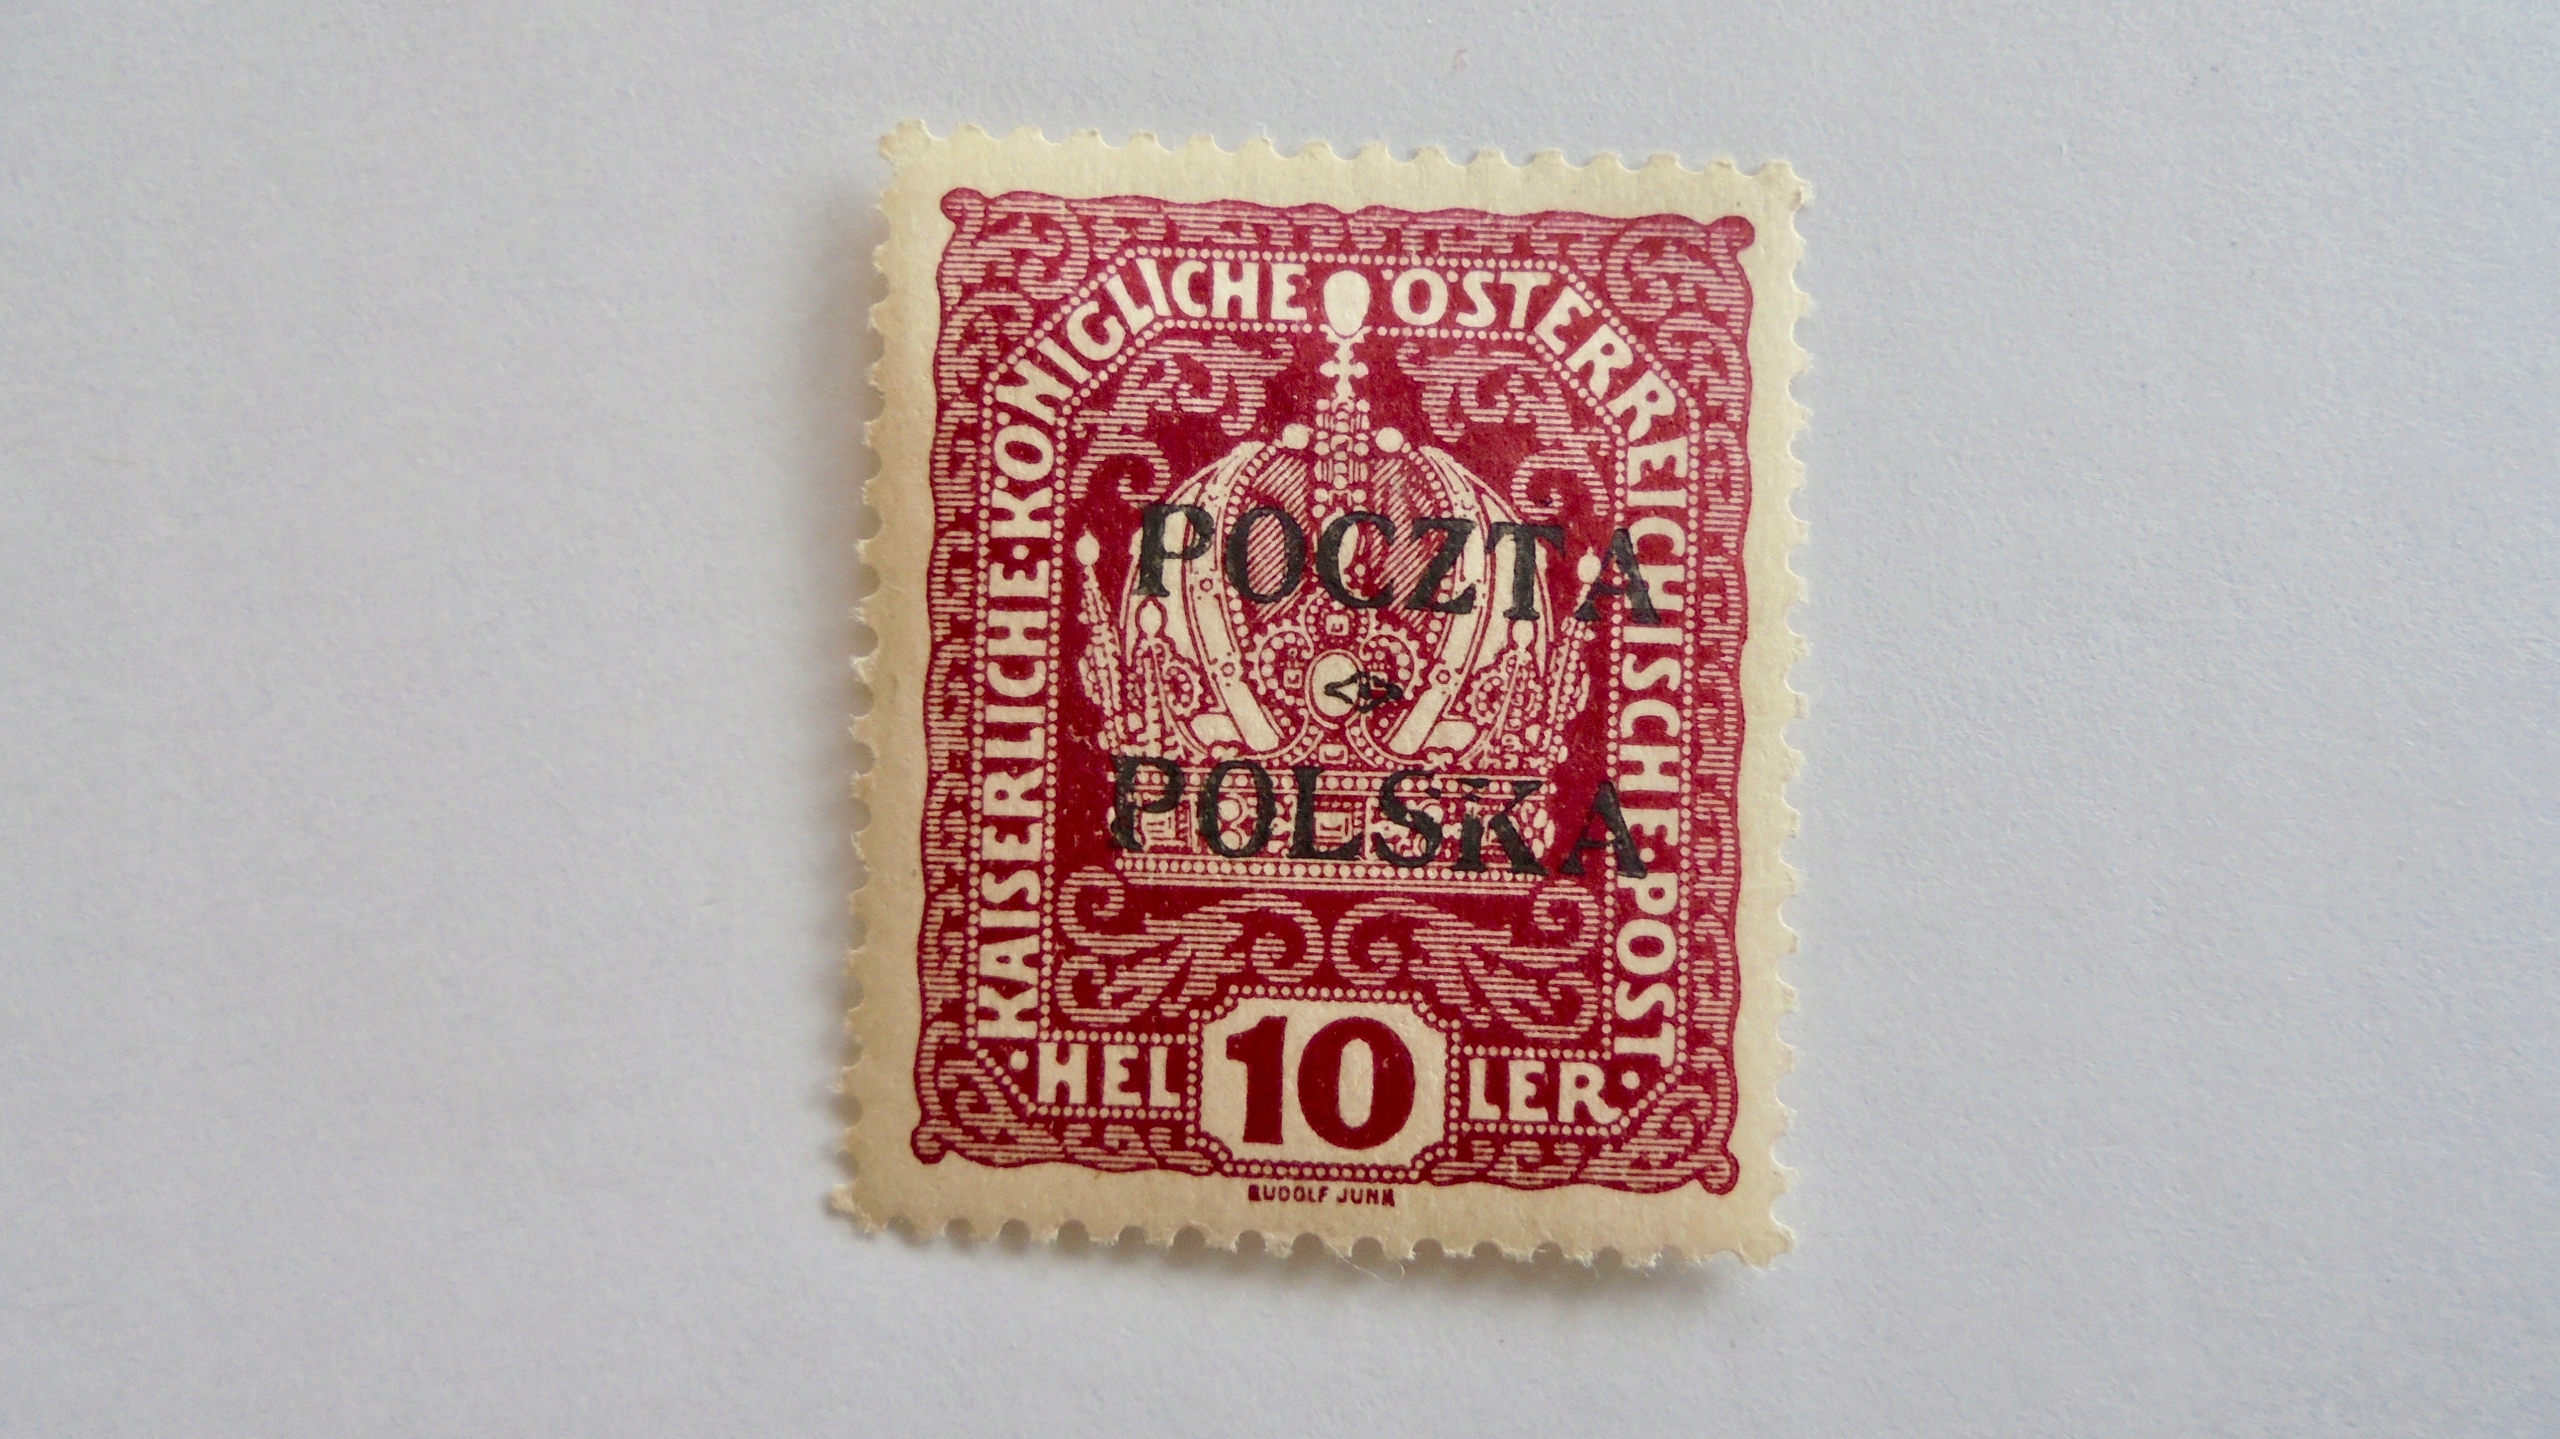 ·KAISERLICHE·KÖNIGLICHE ÖSTERREICHISCHE·POST·
POCZTA
POLSKA
HEL 10 LER
RUDOLF JUNK